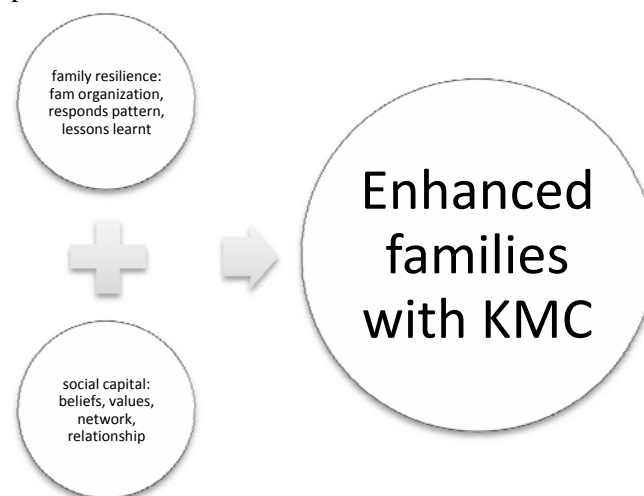 family resilience:
fam organization,
responds pattern,
lessons learnt
social capital:
beliefs, values,
network,
relationship
Enhanced
families
with KMC